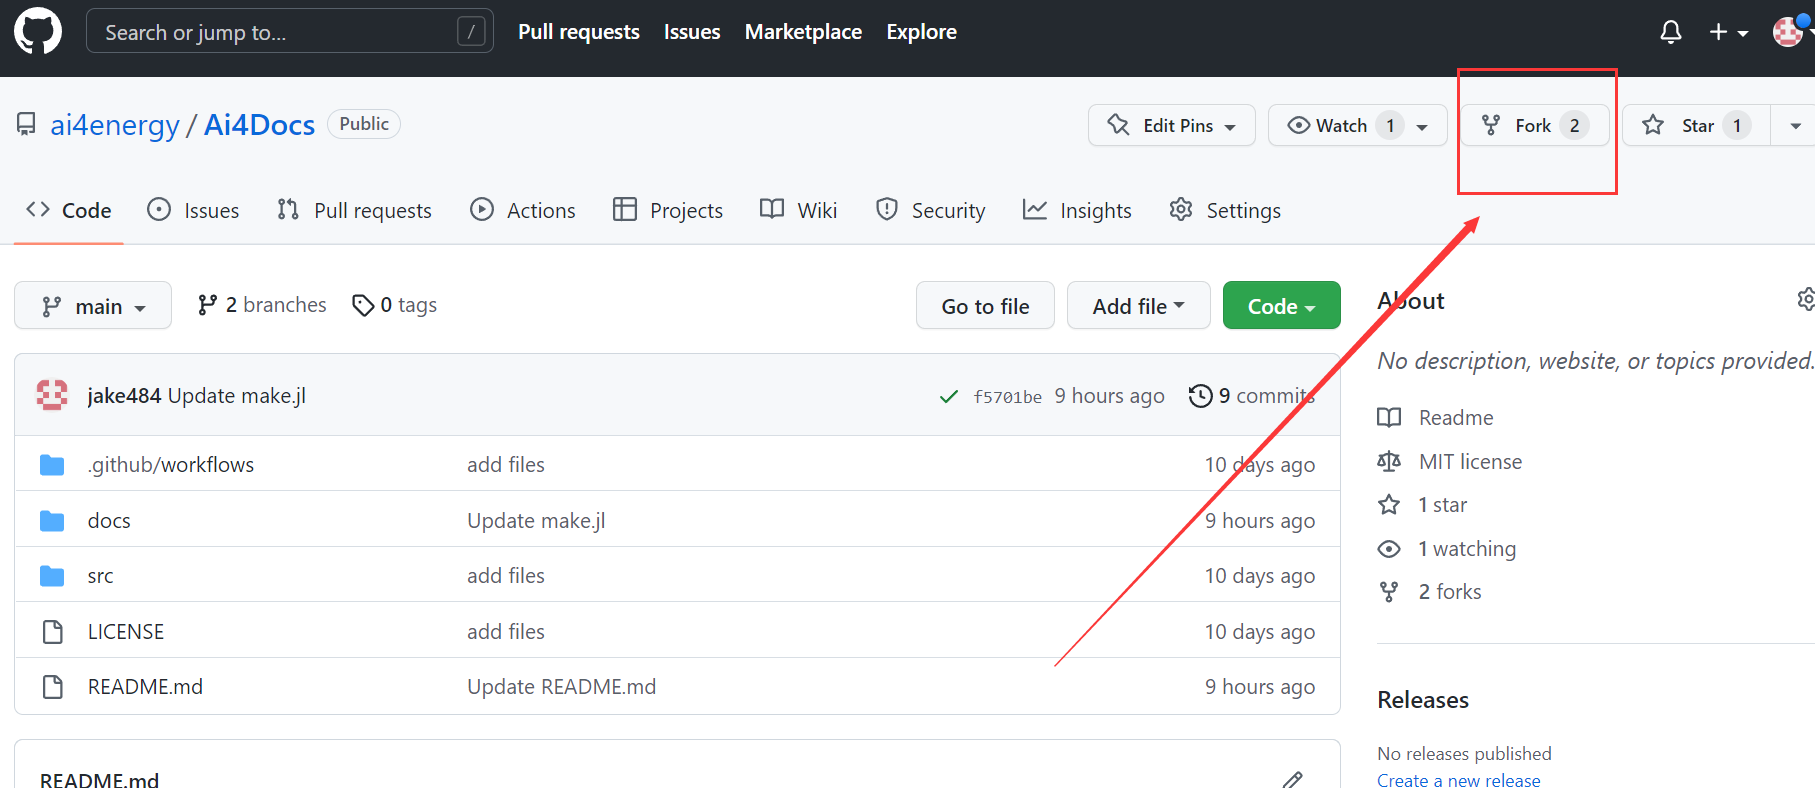 Search or jump to... / Pull requests Issues Marketplace Explore
ai4energy / Ai4Docs Public Edit Pins Watch 1 Fork 2 Star 1
Code Issues Pull requests Actions Projects Wiki Security Insights Settings
main 2 branches 0 tags Go to file Add file Code
jake484 Update make.jl f5701be 9 hours ago 9 commits
.github/workflows add files 10 days ago
docs Update make.jl 9 hours ago
src add files 10 days ago
LICENSE add files 10 days ago
README.md Update README.md 9 hours ago
README.md
About
No description, website, or topics provided.
Readme
MIT license
1 star
1 watching
2 forks
Releases
No releases published
Create a new release